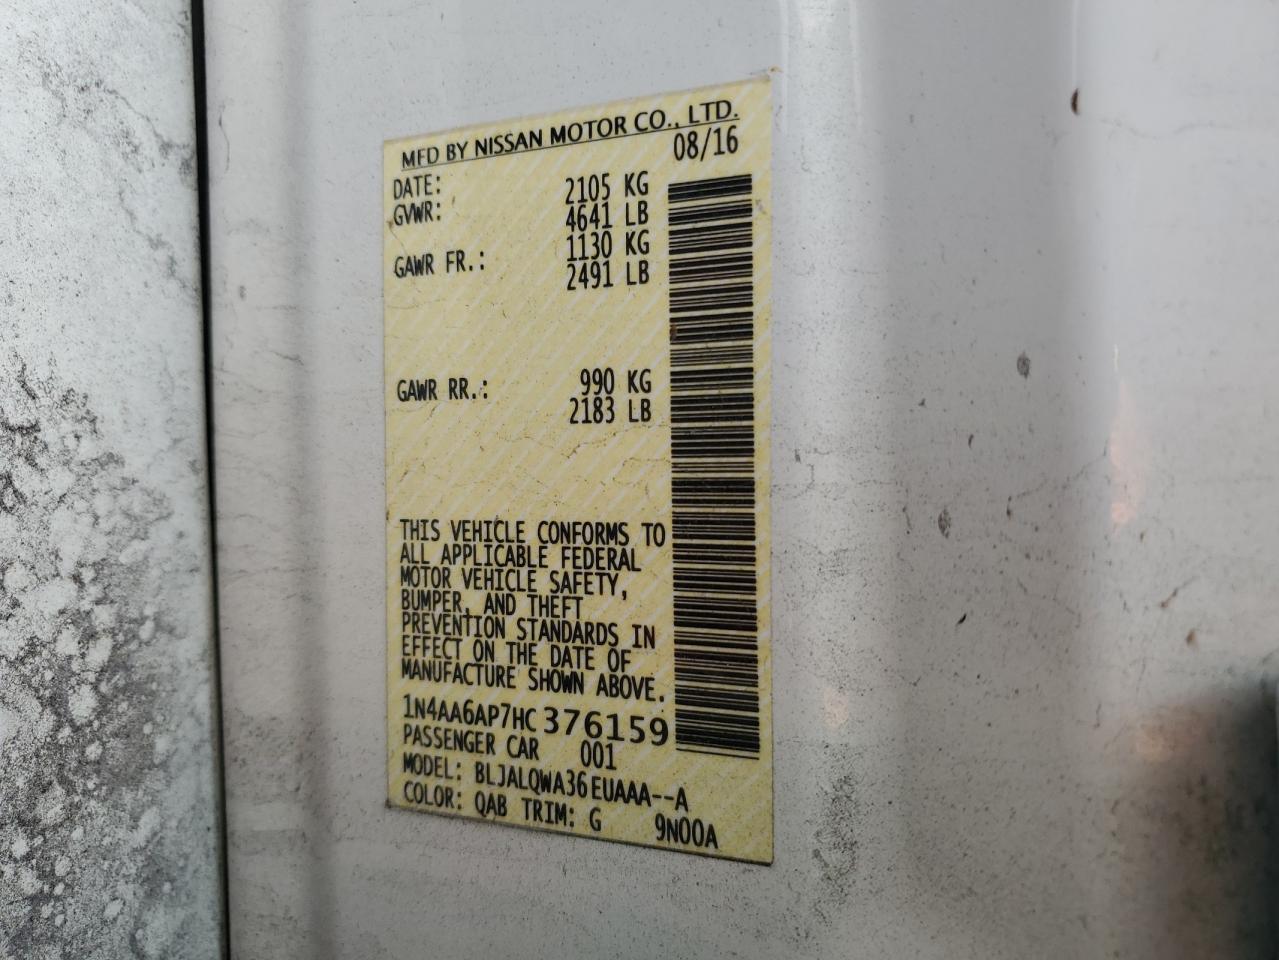 MFD BY NISSAN MOTOR CO., LTD.
DATE: 08/16
GVWR: 2105 KG
4641 LB
GAWR FR.: 1130 KG
2491 LB
GAWR RR.: 990 KG
2183 LB
THIS VEHICLE CONFORMS TO
ALL APPLICABLE FEDERAL
MOTOR VEHICLE SAFETY,
BUMPER, AND THEFT
PREVENTION STANDARDS IN
EFFECT ON THE DATE OF
MANUFACTURE SHOWN ABOVE.
1N4AA6AP7HC376159
PASSENGER CAR 001
MODEL: BLJALQWA36EUAAA--A
COLOR: QAB TRIM: G 9N00A